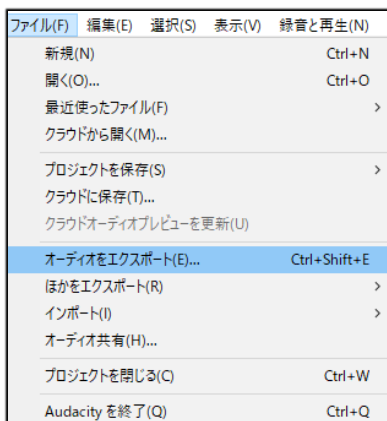 ファイル(F) 編集(E) 選択(S) 表示(V) 録音と再生(N)
新規(N) Ctrl+N
開く(O)... Ctrl+O
最近使ったファイル(F) >
クラウドから開く(M)...
プロジェクトを保存(S) >
クラウドに保存(T)...
クラウドオーディオプレビューを更新(U)
オーディオをエクスポート(E)... Ctrl+Shift+E
ほかをエクスポート(R) >
インポート(I) >
オーディオ共有(H)...
プロジェクトを閉じる(C) Ctrl+W
Audacity を終了(Q) Ctrl+Q